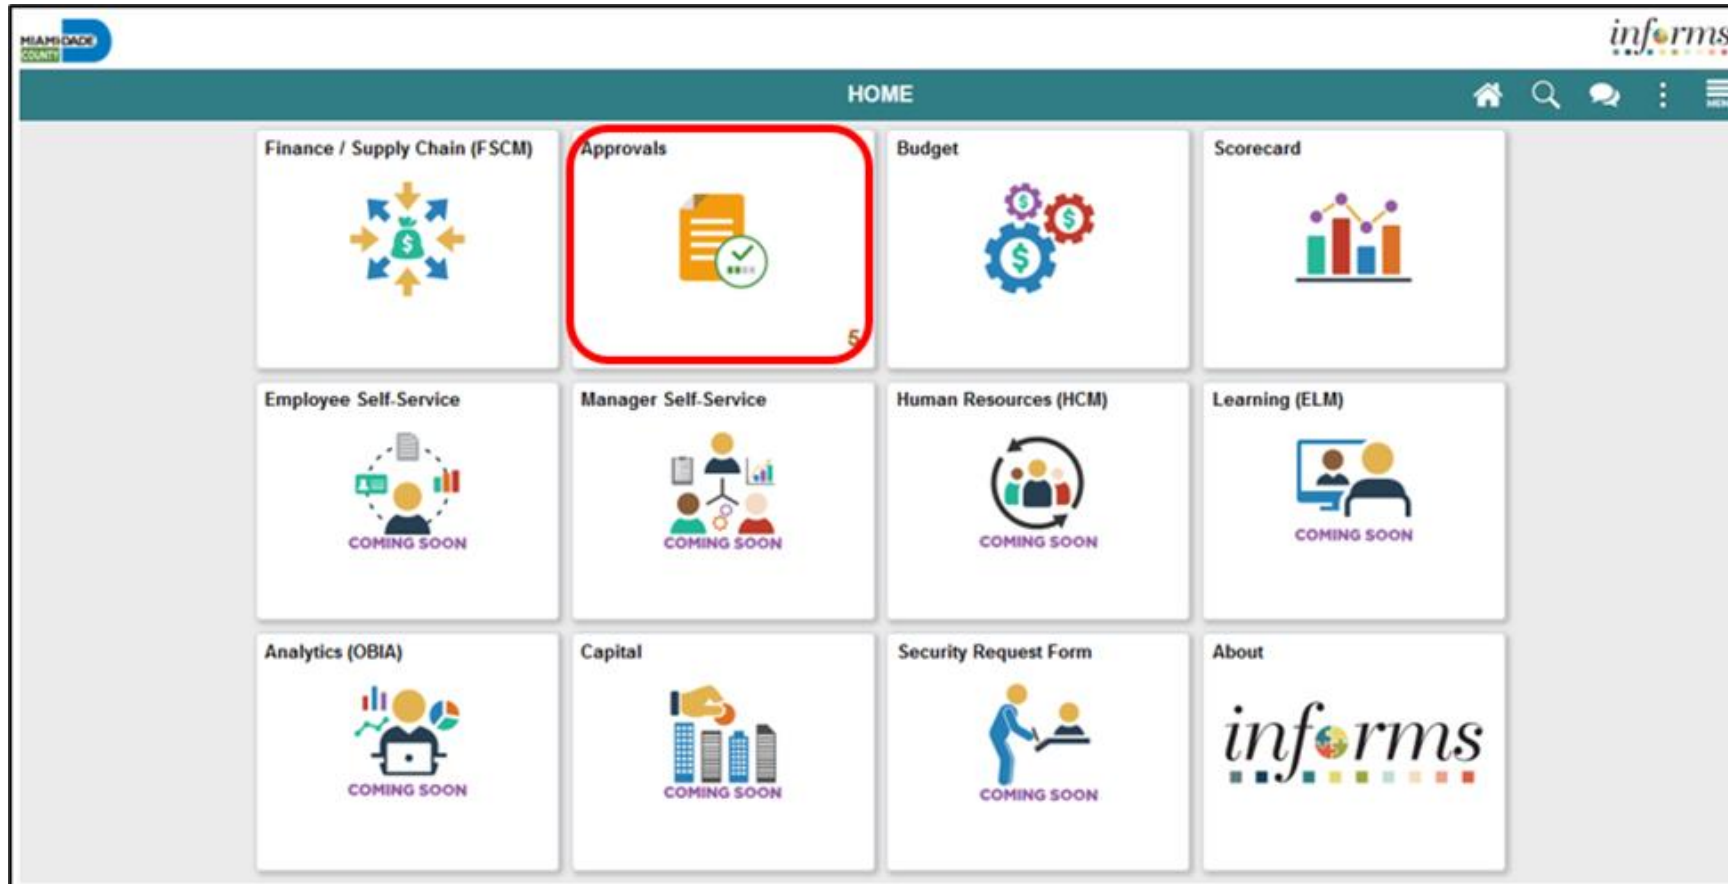 MIAMI-DADE
COUNTY
informs
HOME
MENU
Finance / Supply Chain (FSCM)
Approvals
Budget
Scorecard
$
$
$
$
5
Employee Self-Service
Manager Self-Service
Human Resources (HCM)
Learning (ELM)
COMING SOON
COMING SOON
COMING SOON
COMING SOON
Analytics (OBIA)
Capital
Security Request Form
About
informs
COMING SOON
COMING SOON
COMING SOON